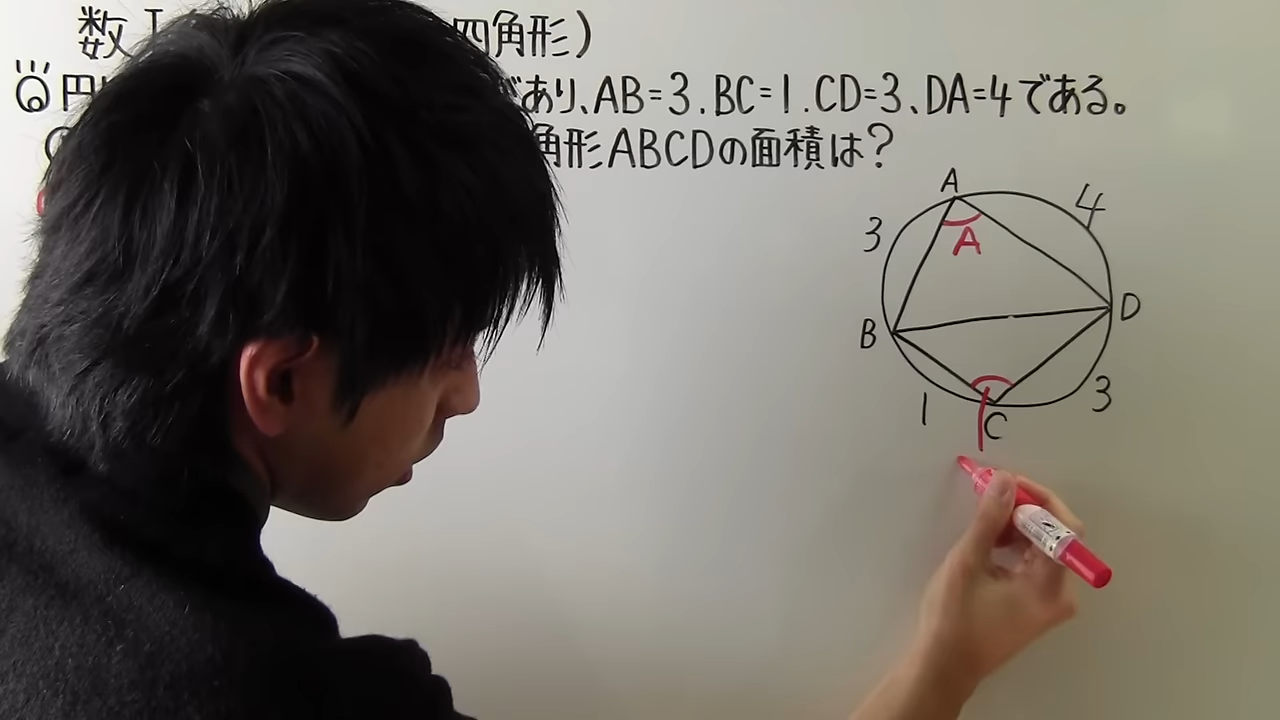 数I
四角形)
円
があり、AB=3.BC=1.CD=3、DA=4である。
角形ABCDの面積は?
A
4
3
A
D
B
3
1
C